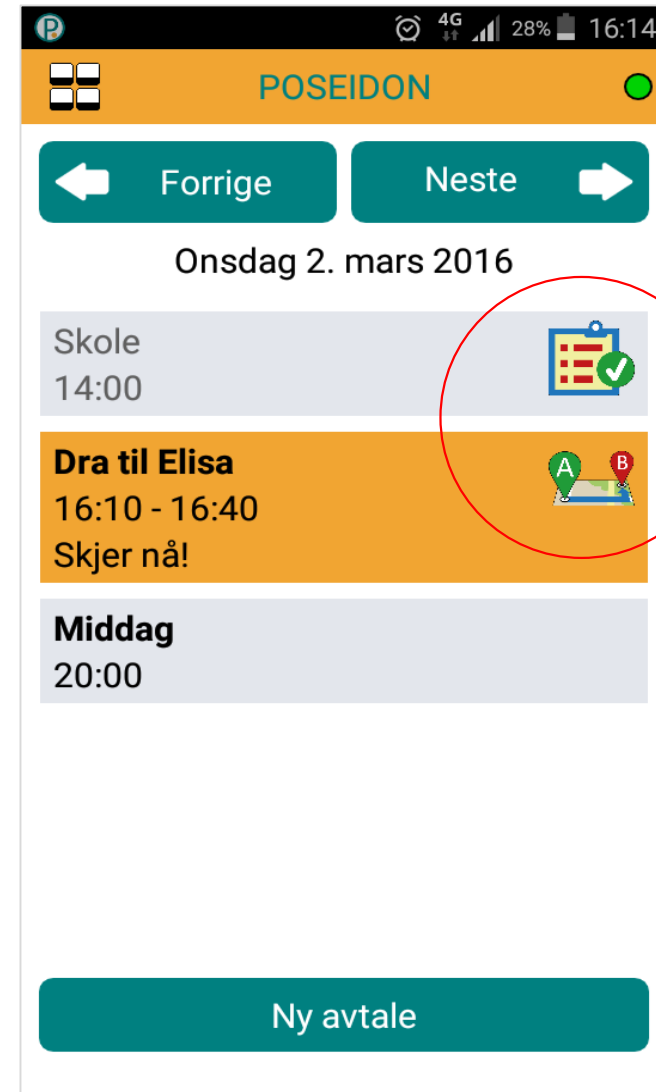 4G 28% 16:14
POSEIDON
Forrige Neste
Onsdag 2. mars 2016
Skole
14:00
Dra til Elisa
A B
16:10 - 16:40
Skjer nå!
Middag
20:00
Ny avtale